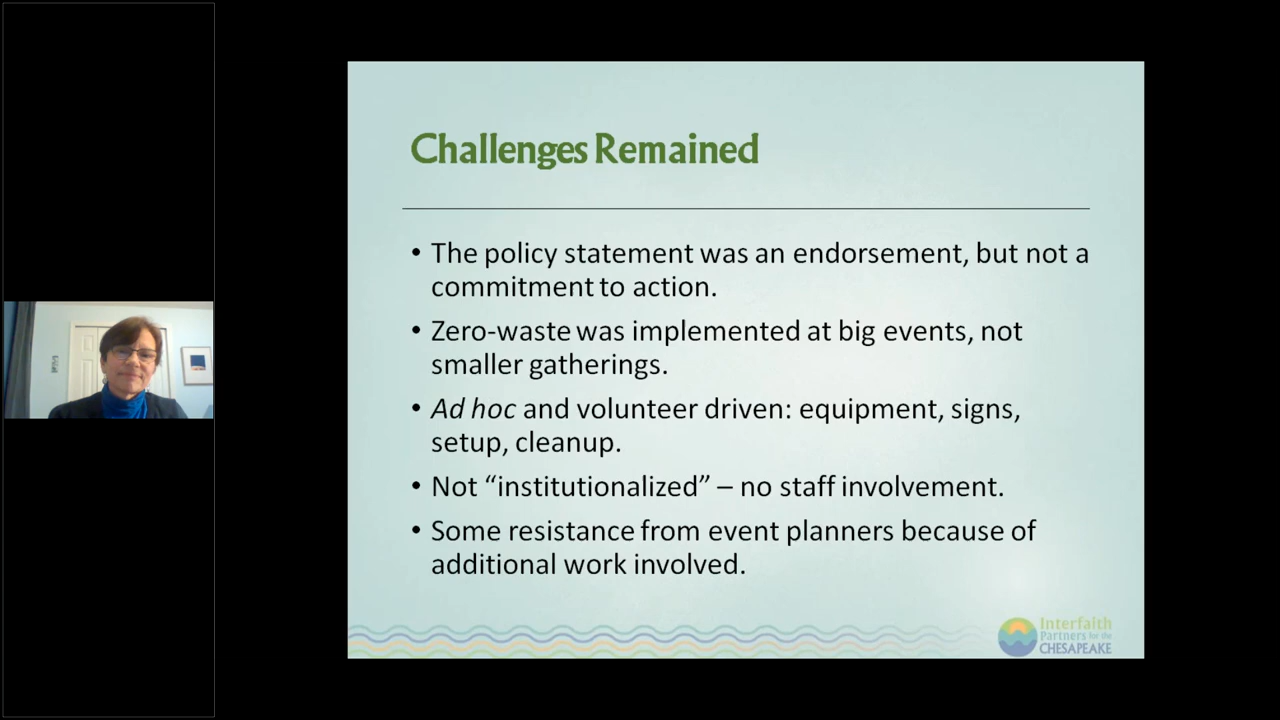 Challenges Remained
• The policy statement was an endorsement, but not a
commitment to action.
• Zero-waste was implemented at big events, not
smaller gatherings.
• Ad hoc and volunteer driven: equipment, signs,
setup, cleanup.
• Not “institutionalized” – no staff involvement.
• Some resistance from event planners because of
additional work involved.
Interfaith
Partners for the
CHESAPEAKE